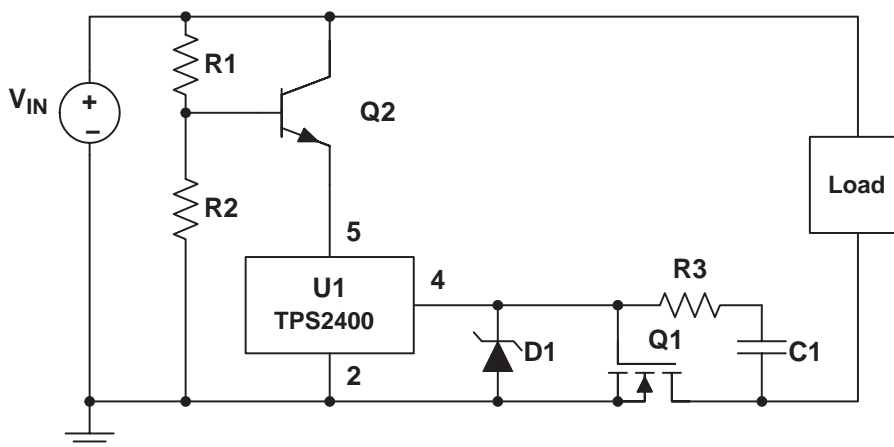 R1
V_IN
+
–
Q2
R2
Load
5
U1
TPS2400
4
R3
Q1
D1
C1
2